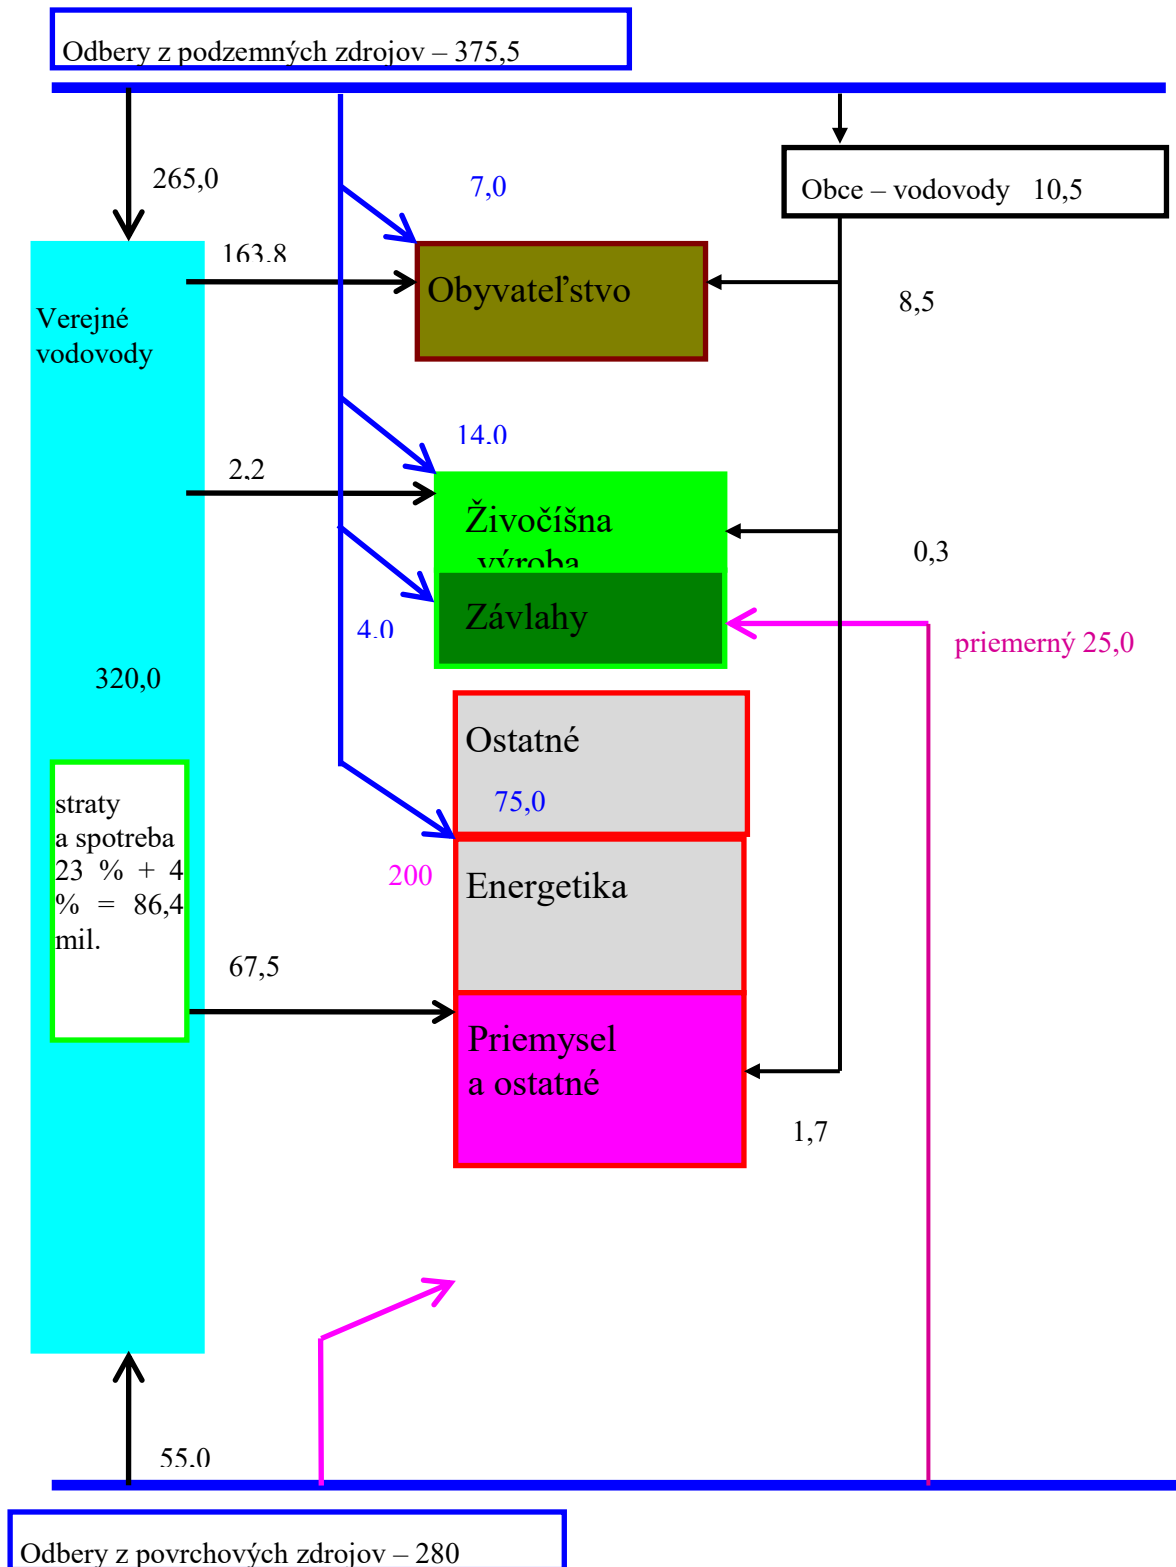 Odbery z podzemných zdrojov – 375,5
265,0
7,0
Obce – vodovody 10,5
163,8
Obyvateľstvo
8,5
Verejné
vodovody
14,0
2,2
Živočíšna
výroba
0,3
Závlahy
4,0
priemerný 25,0
320,0
Ostatné
75,0
straty
a spotreba
23 % + 4
% = 86,4
mil.
200
Energetika
67,5
Priemysel
a ostatné
1,7
55,0
Odbery z povrchových zdrojov – 280